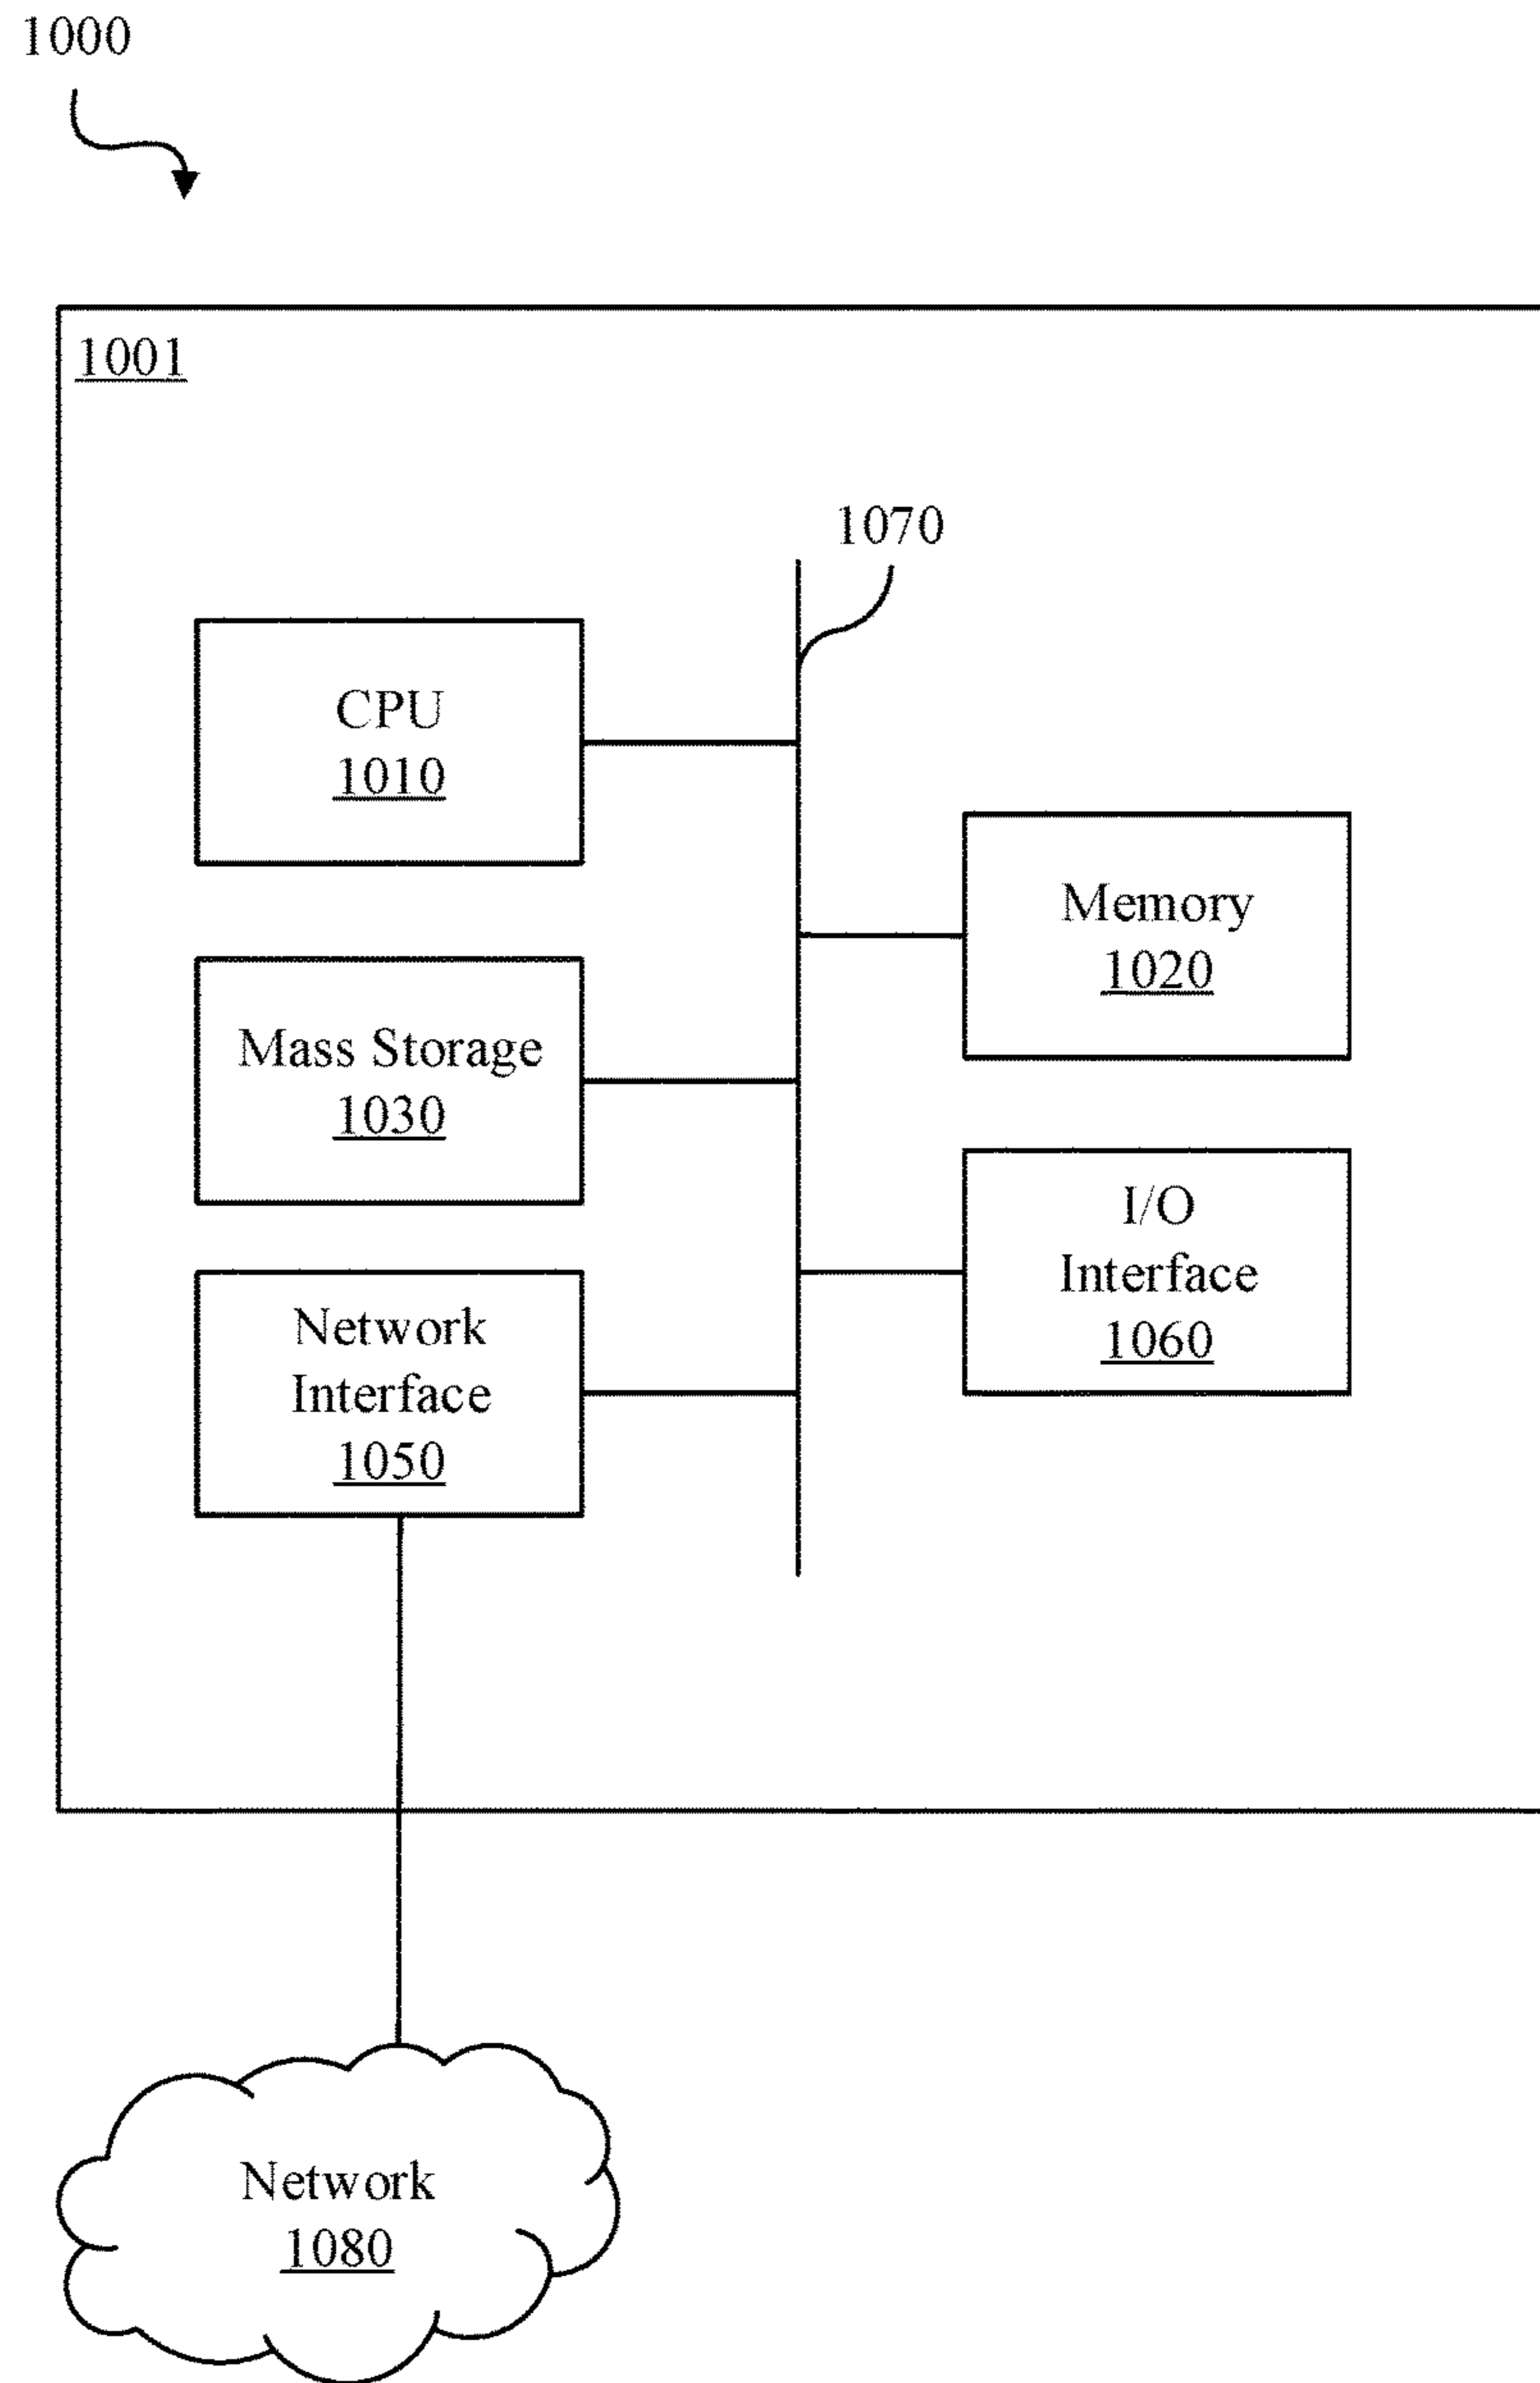 1000
1001
1070
CPU
1010
Memory
1020
Mass Storage
1030
I/O
Interface
1060
Network
Interface
1050
Network
1080